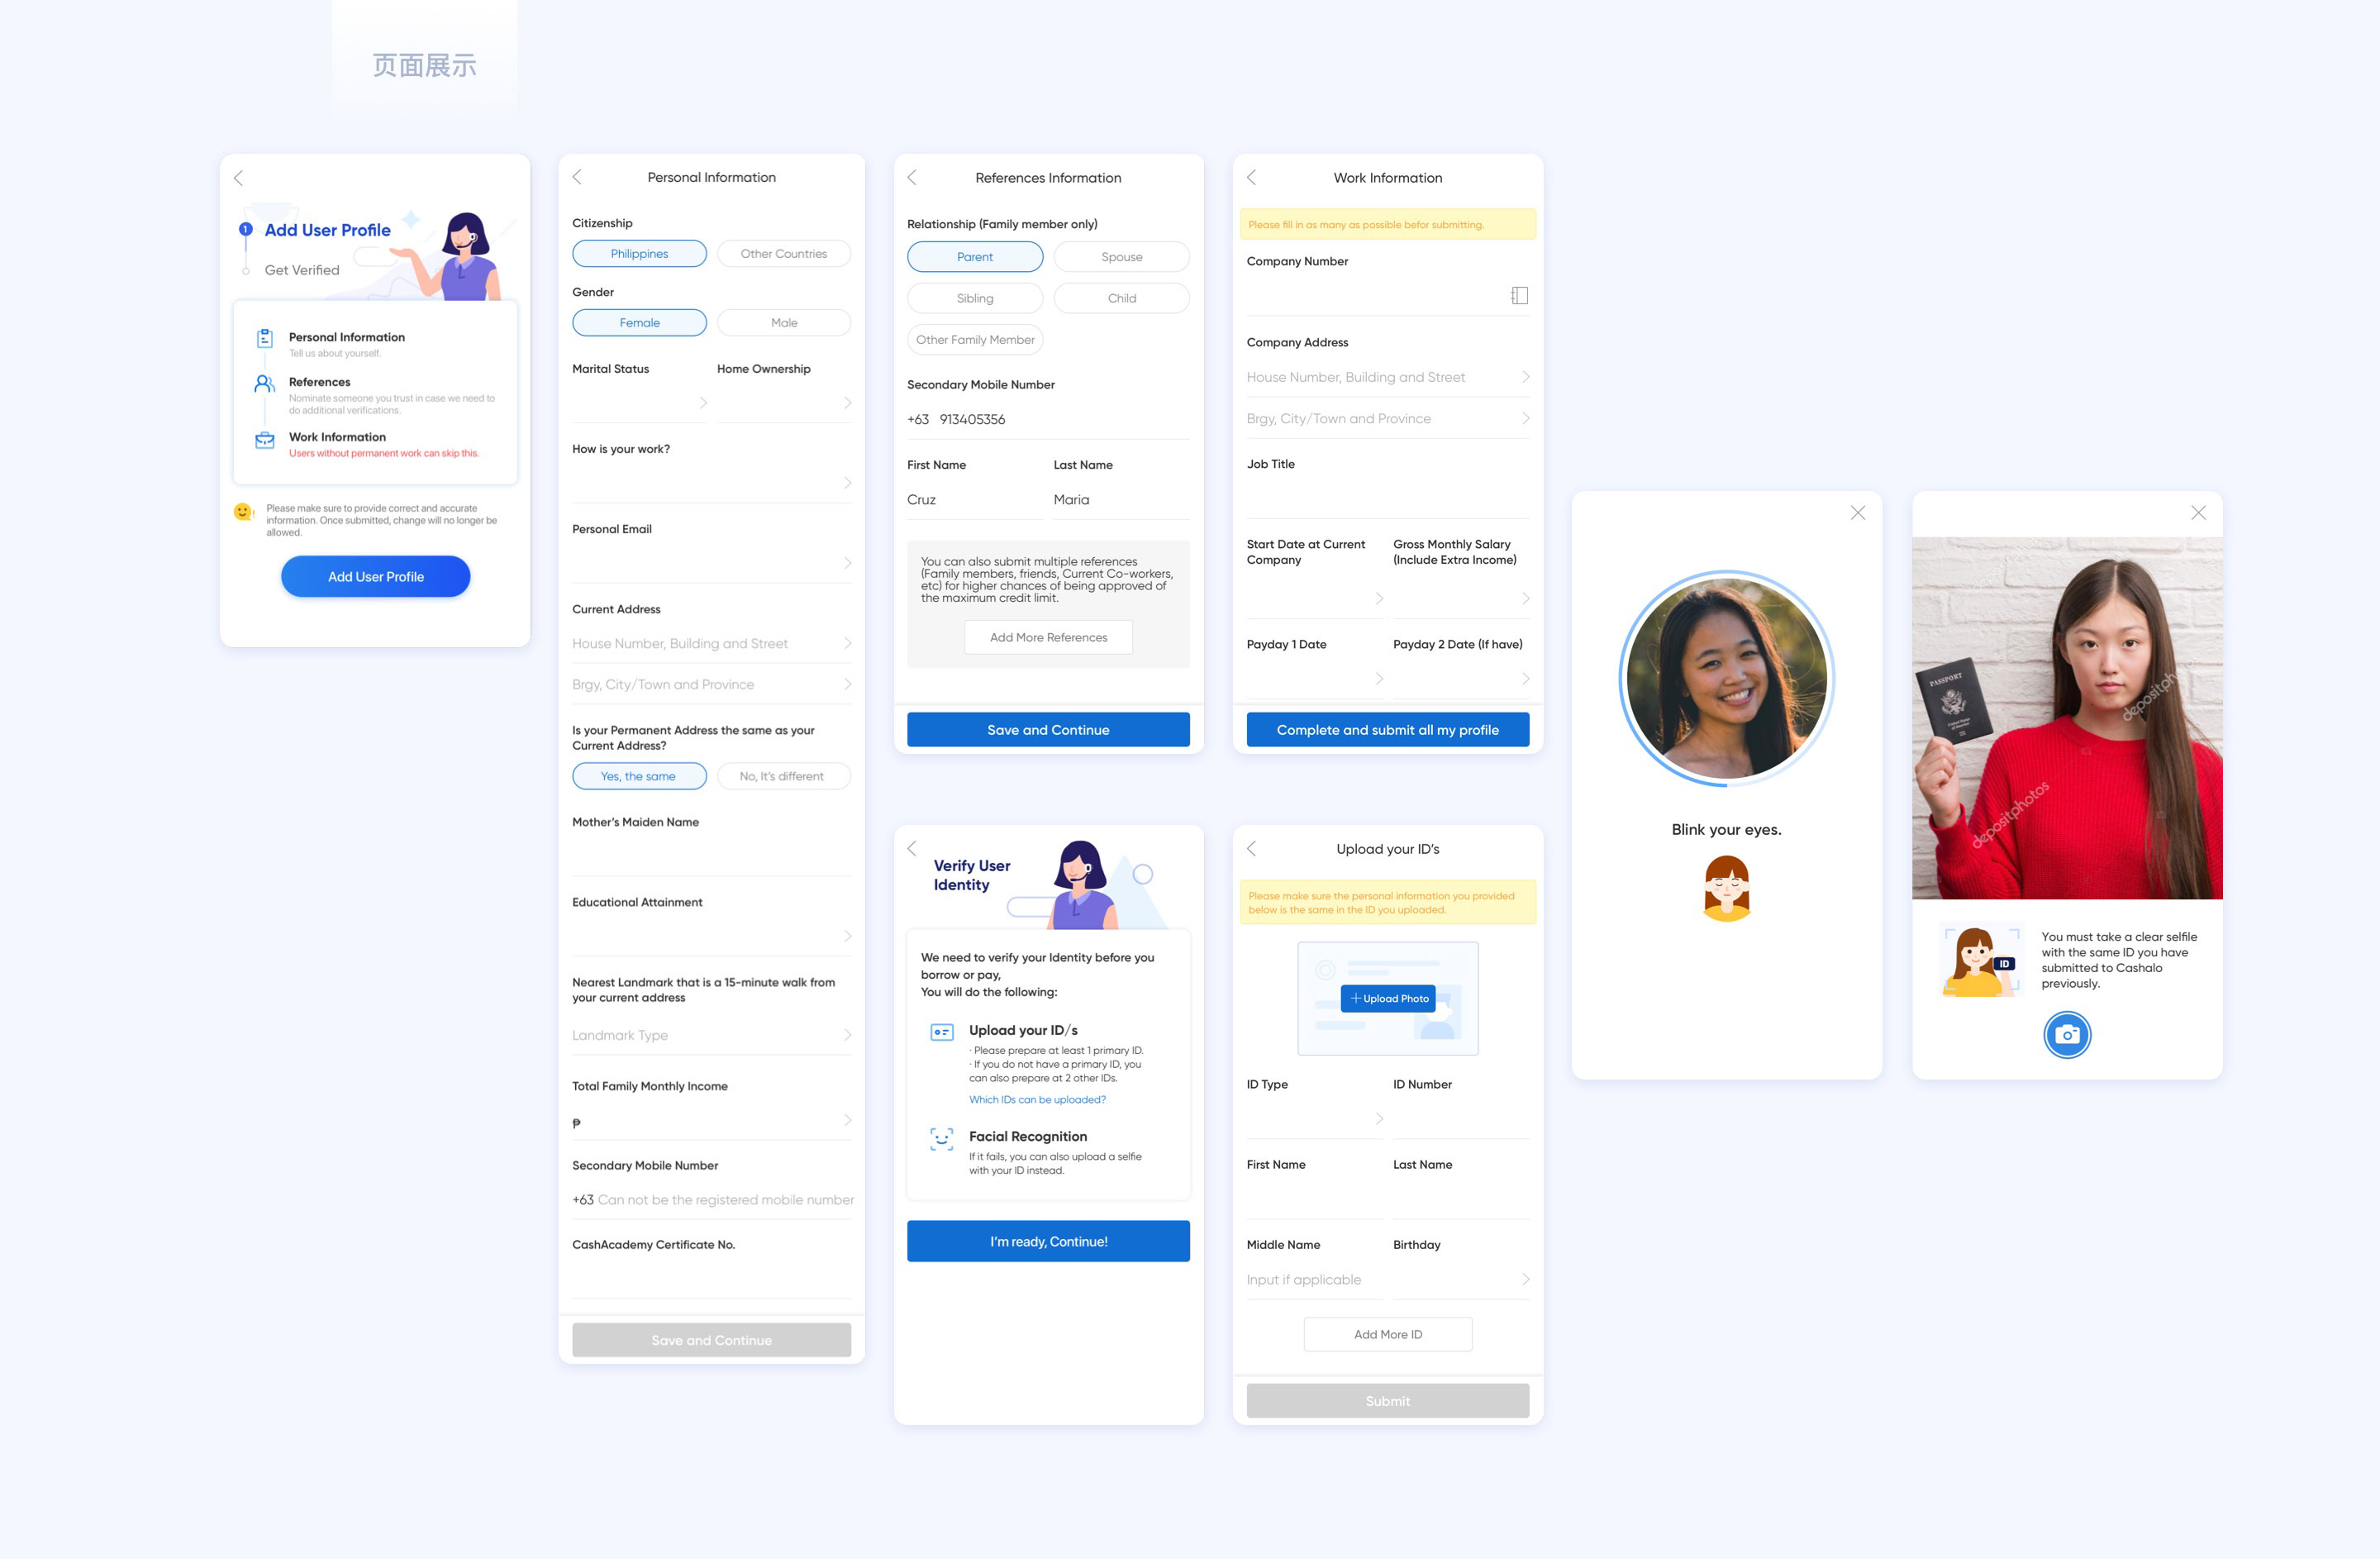 页面展示
1
Add User Profile
Get Verified
Personal Information
Tell us about yourself.
References
Nominate someone you trust in case we need to
do additional verifications.
Work Information
Users without permanent work can skip this.
Please make sure to provide correct and accurate
information. Once submitted, change will no longer be
allowed.
Add User Profile
Personal Information
Citizenship
Philippines
Other Countries
Gender
Female
Male
Marital Status
Home Ownership
How is your work?
Personal Email
Current Address
House Number, Building and Street
Brgy, City/Town and Province
Is your Permanent Address the same as your
Current Address?
Yes, the same
No, It's different
Mother's Maiden Name
Educational Attainment
Nearest Landmark that is a 15-minute walk from
your current address
Landmark Type
Total Family Monthly Income
₱
Secondary Mobile Number
+63 Can not be the registered mobile number
CashAcademy Certificate No.
Save and Continue
References Information
Relationship (Family member only)
Parent
Spouse
Sibling
Child
Other Family Member
Secondary Mobile Number
+63 913405356
First Name
Last Name
Cruz
Maria
You can also submit multiple references
(Family members, friends, Current Co-workers,
etc) for higher chances of being approved of
the maximum credit limit.
Add More References
Save and Continue
Work Information
Please fill in as many as possible befor submitting.
Company Number
Company Address
House Number, Building and Street
Brgy, City/Town and Province
Job Title
Start Date at Current
Company
Gross Monthly Salary
(Include Extra Income)
Payday 1 Date
Payday 2 Date (If have)
Complete and submit all my profile
Verify User
Identity
We need to verify your Identity before you
borrow or pay,
You will do the following:
Upload your ID/s
· Please prepare at least 1 primary ID.
· If you do not have a primary ID, you
can also prepare at 2 other IDs.
Which IDs can be uploaded?
Facial Recognition
If it fails, you can also upload a selfie
with your ID instead.
I'm ready, Continue!
Upload your ID's
Please make sure the personal information you provided
below is the same in the ID you uploaded.
+ Upload Photo
ID Type
ID Number
First Name
Last Name
Middle Name
Birthday
Input if applicable
Add More ID
Submit
Blink your eyes.
PASSPORT
United States
of America
depositph
depositphotos
ID
You must take a clear selfie
with the same ID you have
submitted to Cashalo
previously.